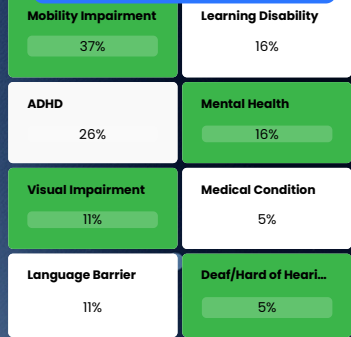 Mobility Impairment
37%
Learning Disability
16%
ADHD
26%
Mental Health
16%
Visual Impairment
11%
Medical Condition
5%
Language Barrier
11%
Deaf/Hard of Heari...
5%